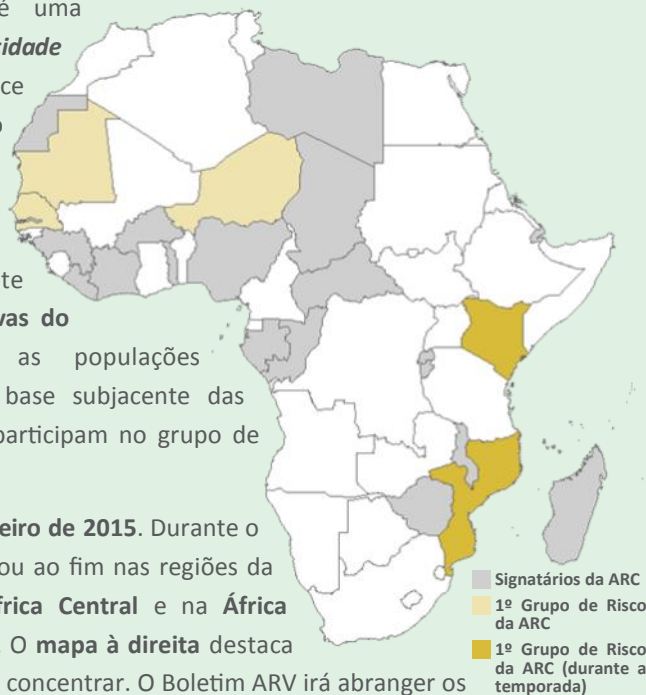 é uma
cidade
ce
o
te
vas do
as populações
base subjacente das
participam no grupo de
eiro de 2015. Durante o
ou ao fim nas regiões da
frica Central e na África
. O mapa à direita destaca
concentrar. O Boletim ARV irá abranger os
Signatários da ARC
1º Grupo de Risco
da ARC
1º Grupo de Risco
da ARC (durante a
temporada)